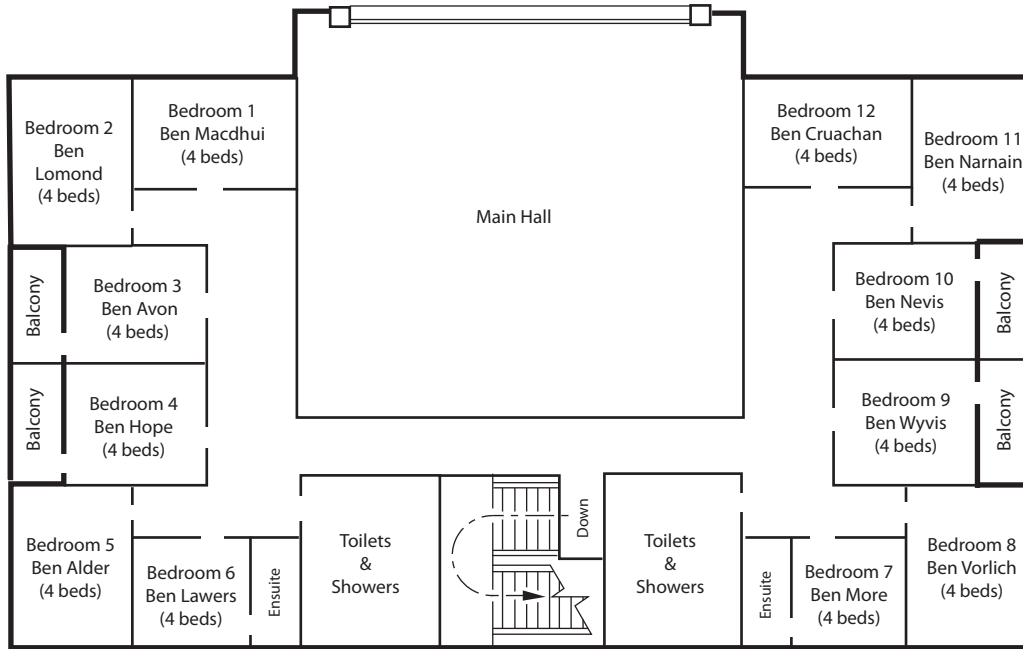 Bedroom 1
Ben Macdhui
(4 beds)
Bedroom 2
Ben
Lomond
(4 beds)
Bedroom 12
Ben Cruachan
(4 beds)
Bedroom 11
Ben Narnain
(4 beds)
Main Hall
Balcony
Bedroom 3
Ben Avon
(4 beds)
Bedroom 10
Ben Nevis
(4 beds)
Balcony
Balcony
Bedroom 4
Ben Hope
(4 beds)
Bedroom 9
Ben Wyvis
(4 beds)
Balcony
Bedroom 5
Ben Alder
(4 beds)
Bedroom 6
Ben Lawers
(4 beds)
Ensuite
Toilets
&
Showers
Down
Toilets
&
Showers
Ensuite
Bedroom 7
Ben More
(4 beds)
Bedroom 8
Ben Vorlich
(4 beds)